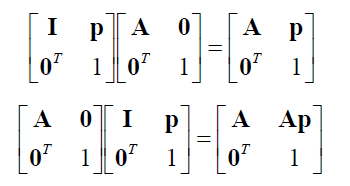 [I p; 0^T 1] [A 0; 0^T 1] = [A p; 0^T 1]
[A 0; 0^T 1] [I p; 0^T 1] = [A Ap; 0^T 1]